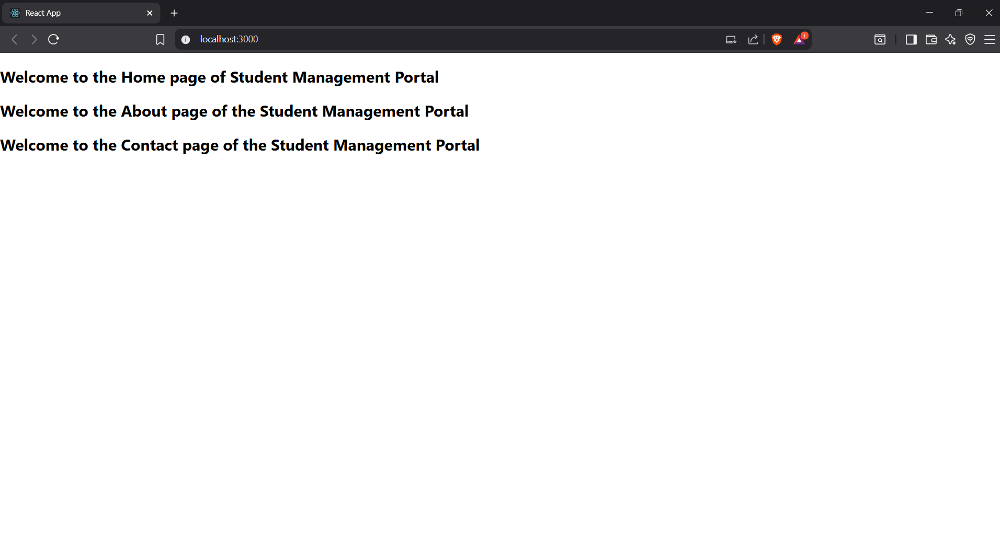 React App
localhost:3000
1
Welcome to the Home page of Student Management Portal
Welcome to the About page of the Student Management Portal
Welcome to the Contact page of the Student Management Portal